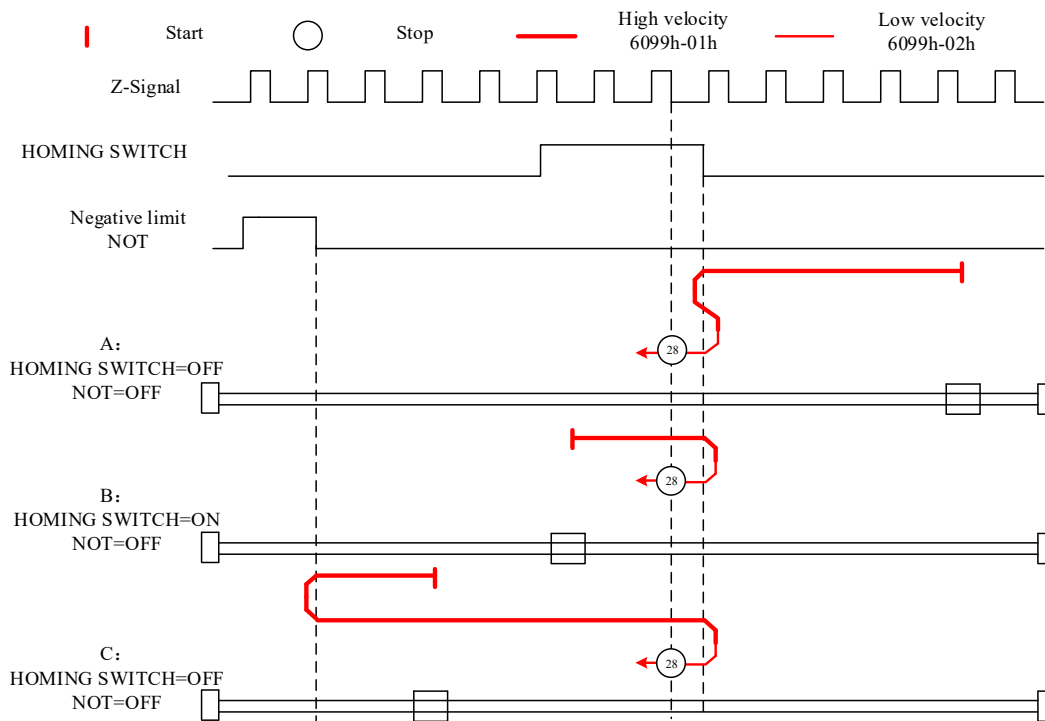 Start
Stop
High velocity
6099h-01h
Low velocity
6099h-02h
Z-Signal
HOMING SWITCH
Negative limit
NOT
28
A:
HOMING SWITCH=OFF
NOT=OFF
28
B:
HOMING SWITCH=ON
NOT=OFF
28
C:
HOMING SWITCH=OFF
NOT=OFF